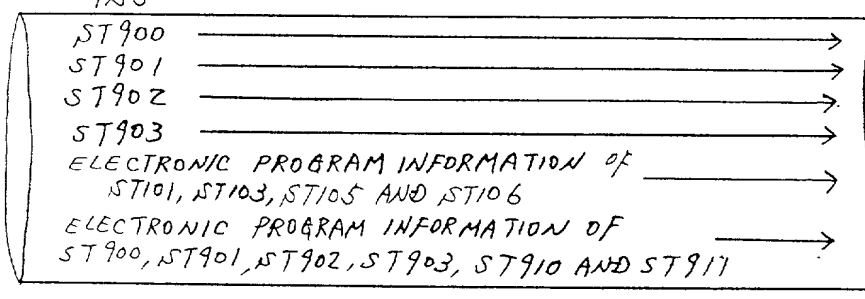 ST900
ST901
ST902
ST903
ELECTRONIC PROGRAM INFORMATION OF
ST101, ST103, ST105 AND ST106
ELECTRONIC PROGRAM INFORMATION OF
ST900, ST901, ST902, ST903, ST910 AND ST911